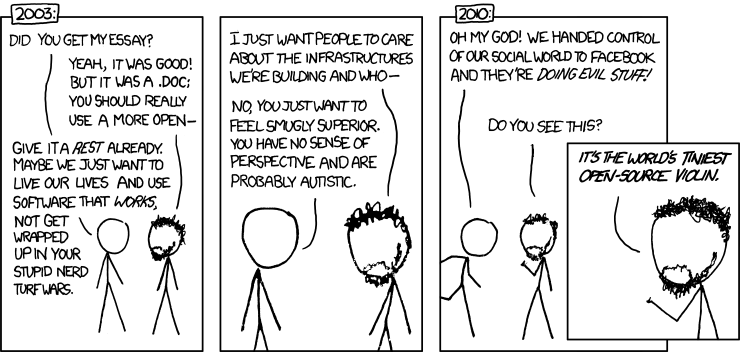 2003:
DID YOU GET MY ESSAY?
YEAH, IT WAS GOOD!
BUT IT WAS A .DOC;
YOU SHOULD REALLY
USE A MORE OPEN—
GIVE IT A REST ALREADY.
MAYBE WE JUST WANT TO
LIVE OUR LIVES AND USE
SOFTWARE THAT WORKS,
NOT GET
WRAPPED
UP IN YOUR
STUPID NERD
TURF WARS.
I JUST WANT PEOPLE TO CARE
ABOUT THE INFRASTRUCTURES
WE'RE BUILDING AND WHO—
NO, YOU JUST WANT TO
FEEL SMUGLY SUPERIOR.
YOU HAVE NO SENSE OF
PERSPECTIVE AND ARE
PROBABLY AUTISTIC.
2010:
OH MY GOD! WE HANDED CONTROL
OF OUR SOCIAL WORLD TO FACEBOOK
AND THEY'RE DOING EVIL STUFF!
DO YOU SEE THIS?
IT'S THE WORLD'S TINIEST
OPEN-SOURCE VIOLIN.